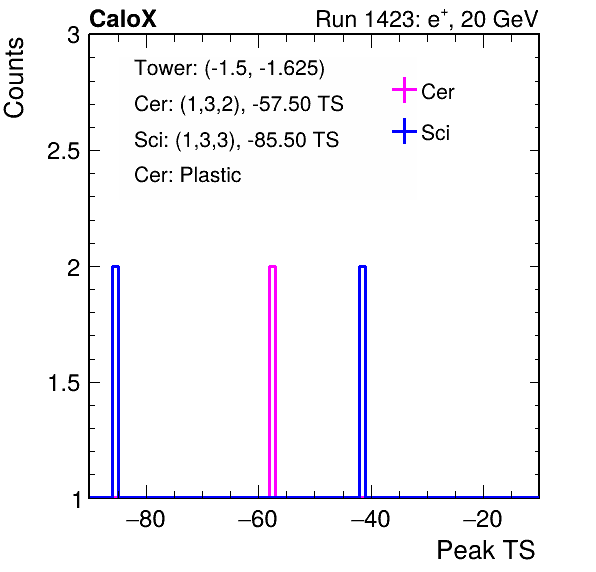 CaloX Run 1423: e+, 20 GeV
Counts
Tower: (-1.5, -1.625)
Cer: (1,3,2), -57.50 TS
Sci: (1,3,3), -85.50 TS
Cer: Plastic
Cer
Sci
3
2.5
2
1.5
1
−80 −60 −40 −20
Peak TS